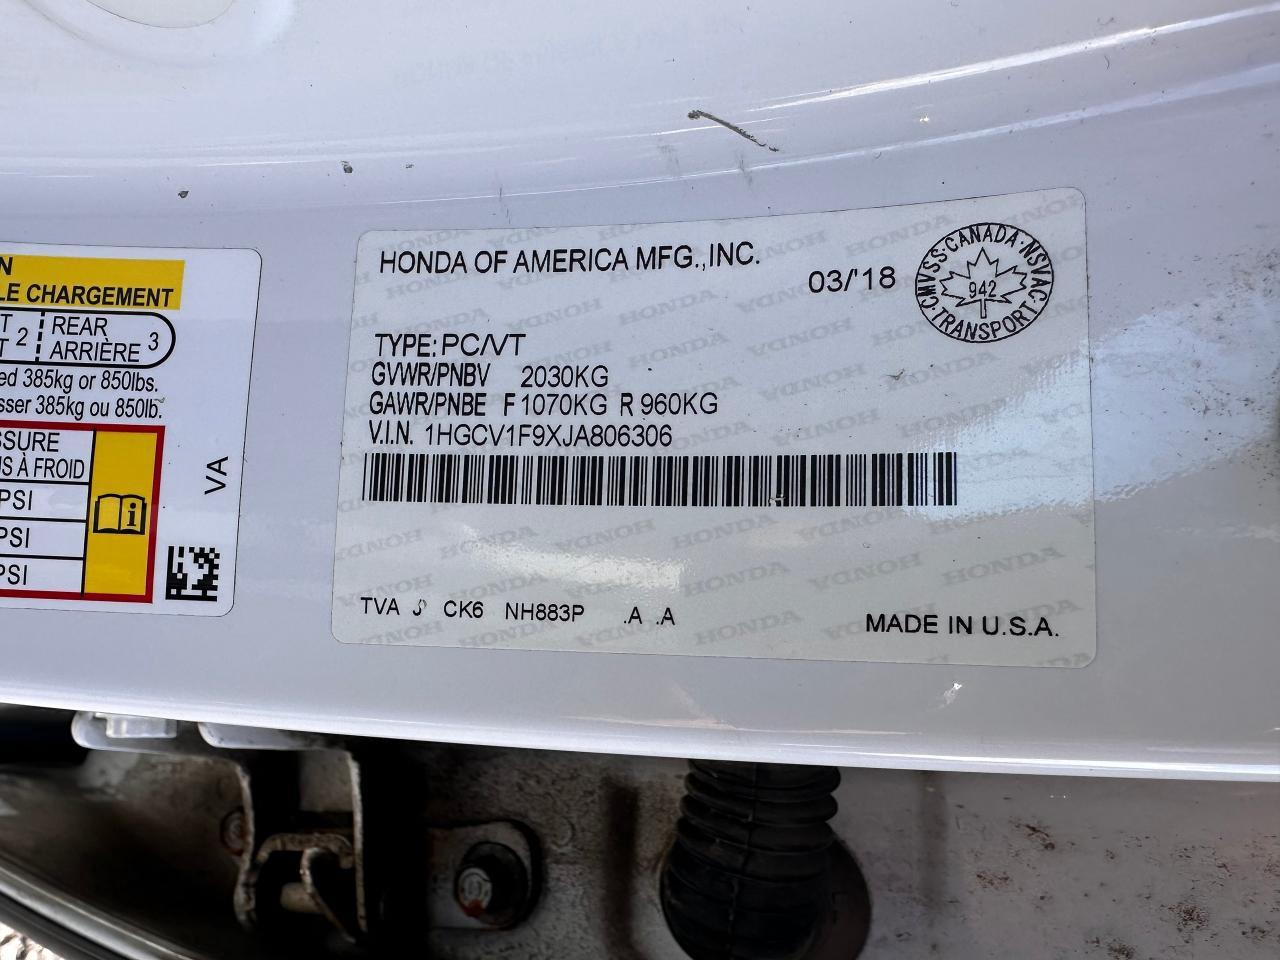 N
LE CHARGEMENT
T 2 REAR 3
T ARRIÈRE
ed 385kg or 850lbs.
sser 385kg ou 850lb.
SSURE
NS À FROID
PSI
PSI
PSI
VA
HONDA OF AMERICA MFG.,INC.
03/'18
CMVSS·CANADA·NSVAC·TRANSPORT·
942
TYPE: PC/VT
GVWR/PNBV 2030KG
GAWR/PNBE F 1070KG R 960KG
V.I.N. 1HGCV1F9XJA806306
TVA J CK6 NH883P .A .A
MADE IN U.S.A.